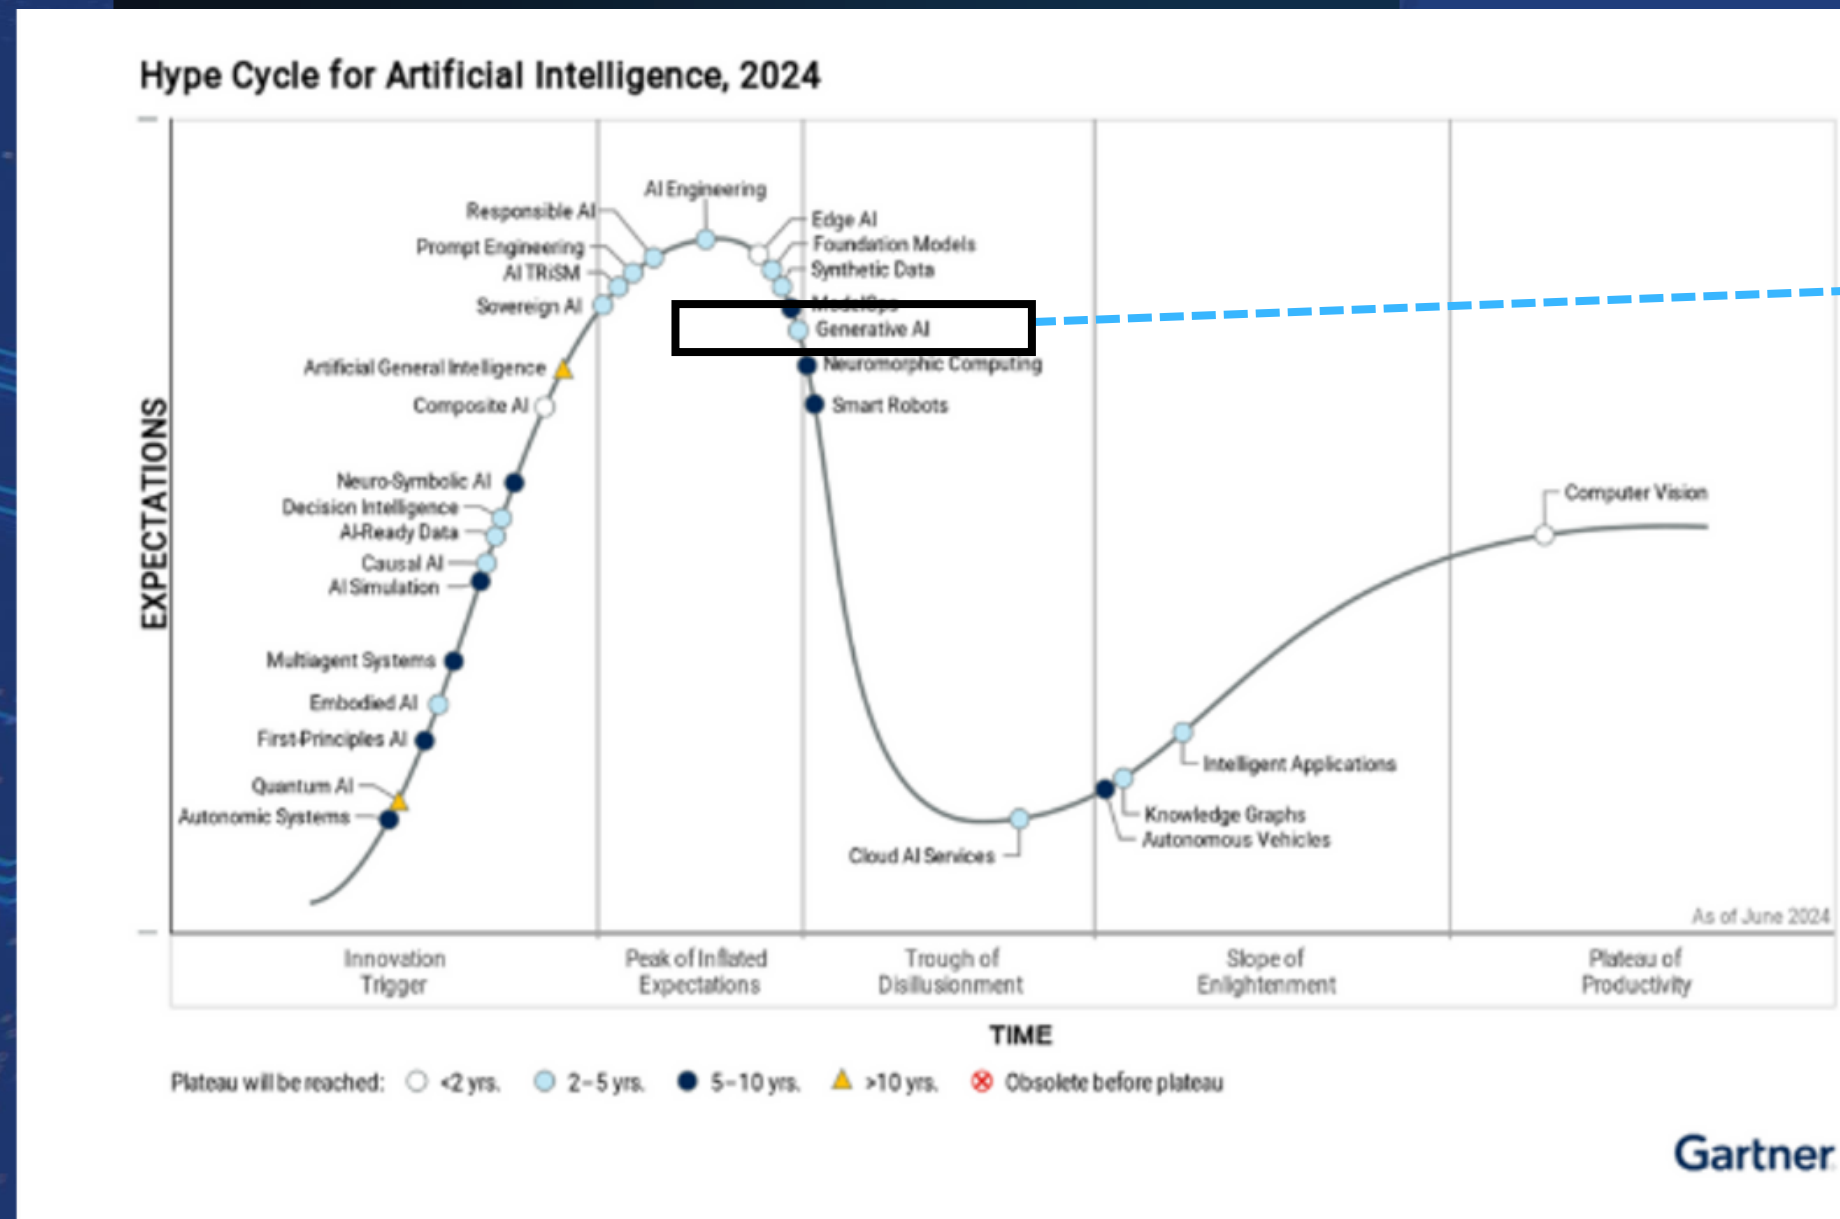 Hype Cycle for Artificial Intelligence, 2024
AI Engineering
Responsible AI
Edge AI
Prompt Engineering
Foundation Models
AI TRiSM
Synthetic Data
Sovereign AI
ModelOps
Generative AI
Artificial General Intelligence
Neuromorphic Computing
Composite AI
Smart Robots
Neuro-Symbolic AI
Computer Vision
Decision Intelligence
AI-Ready Data
Causal AI
AI Simulation
EXPECTATIONS
Multiagent Systems
Embodied AI
First-Principles AI
Intelligent Applications
Quantum AI
Autonomic Systems
Knowledge Graphs
Autonomous Vehicles
Cloud AI Services
As of June 2024
Innovation
Trigger
Peak of Inflated
Expectations
Trough of
Disillusionment
Slope of
Enlightenment
Plateau of
Productivity
TIME
Plateau will be reached: <2 yrs. 2–5 yrs. 5–10 yrs. >10 yrs. Obsolete before plateau
Gartner